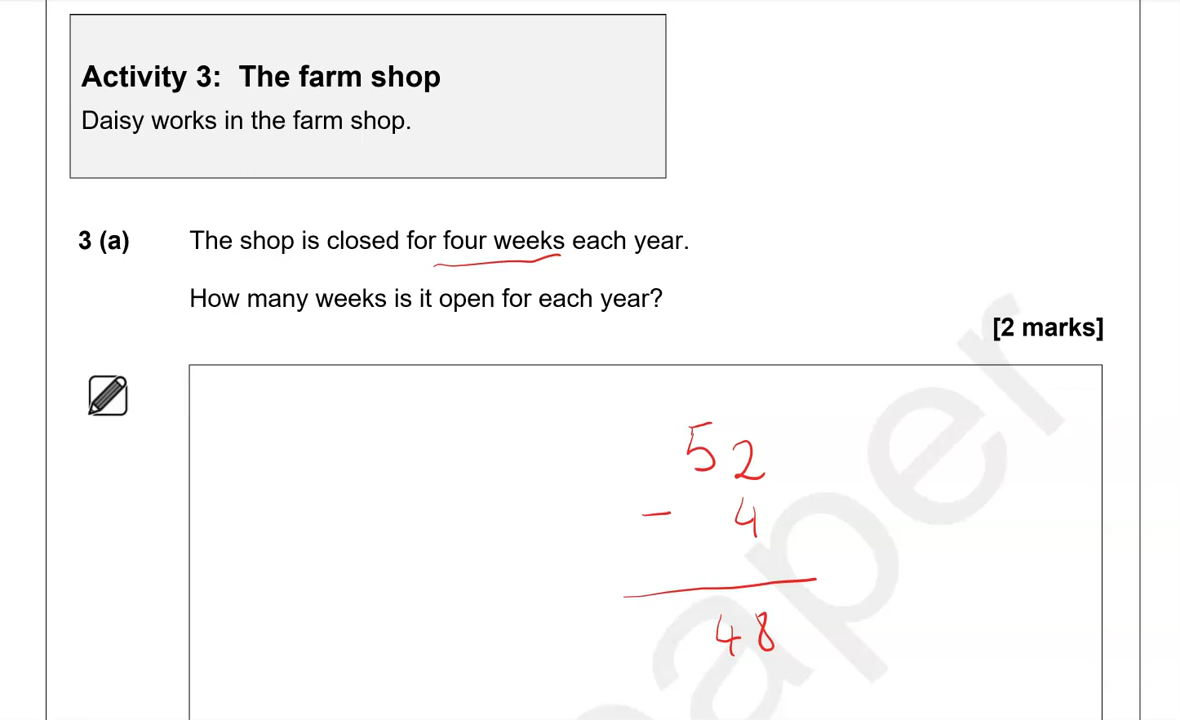 Activity 3: The farm shop
Daisy works in the farm shop.
3 (a) The shop is closed for four weeks each year.
How many weeks is it open for each year?
[2 marks]
52
- 4
48
aper